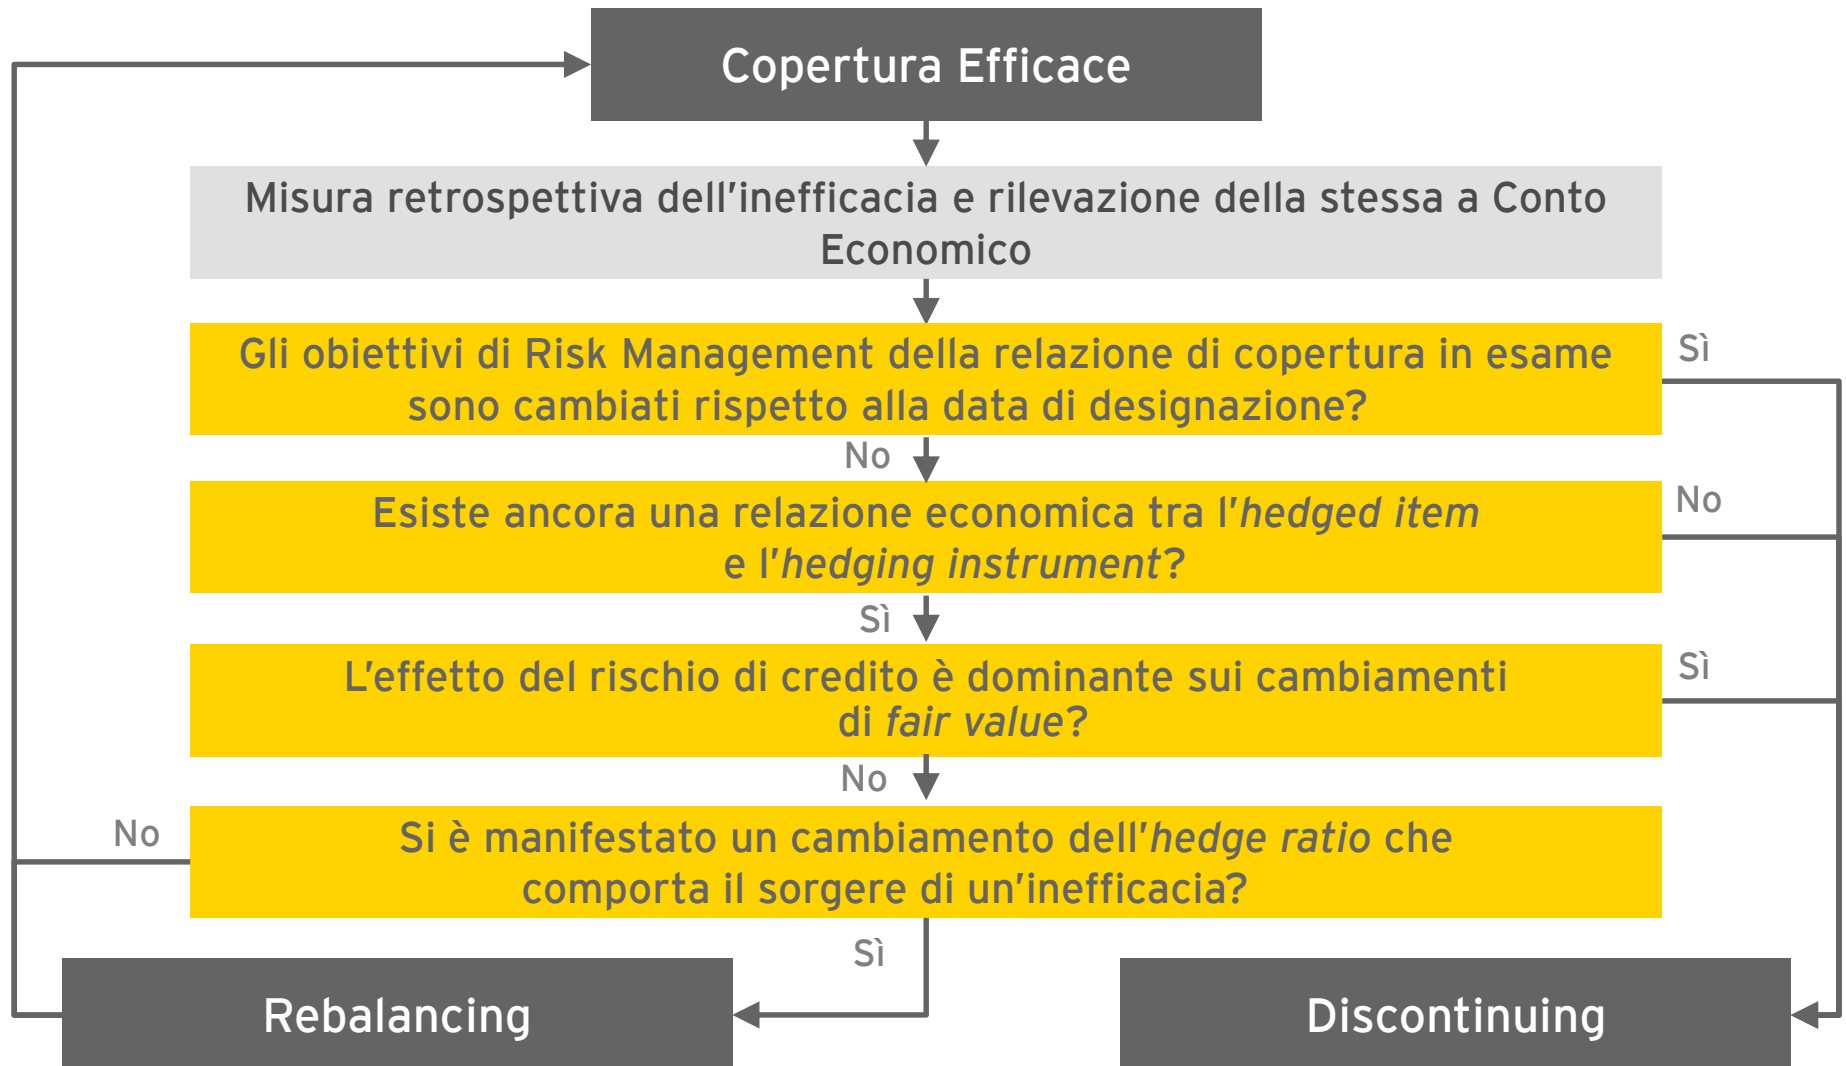 Copertura Efficace
Misura retrospettiva dell'inefficacia e rilevazione della stessa a Conto
Economico
Gli obiettivi di Risk Management della relazione di copertura in esame
sono cambiati rispetto alla data di designazione?
Sì
No
Esiste ancora una relazione economica tra l'hedged item
e l'hedging instrument?
No
Sì
L'effetto del rischio di credito è dominante sui cambiamenti
di fair value?
Sì
No
Si è manifestato un cambiamento dell'hedge ratio che
comporta il sorgere di un'inefficacia?
No
Sì
Rebalancing
Discontinuing